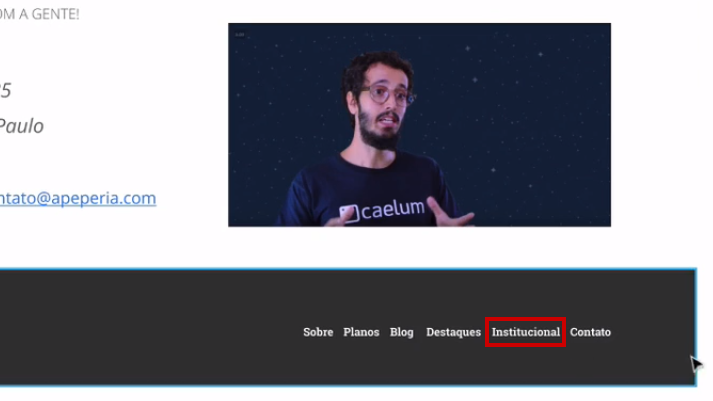 OM A GENTE!
5
Paulo
ntato@apeperia.com
caelum
Sobre Planos Blog Destaques Institucional Contato